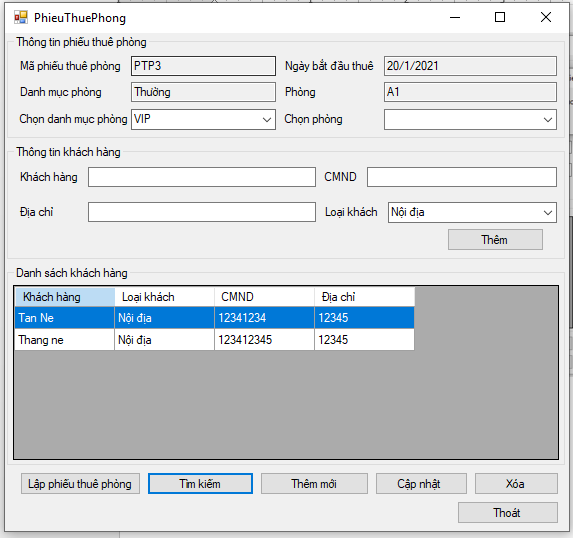 PhieuThuePhong
Thông tin phiếu thuê phòng
Mã phiếu thuê phòng PTP3 Ngày bắt đầu thuê 20/1/2021
Danh mục phòng Thường Phòng A1
Chọn danh mục phòng VIP Chọn phòng
Thông tin khách hàng
Khách hàng CMND
Địa chỉ Loại khách Nội địa
Thêm
Danh sách khách hàng
Khách hàng Loại khách CMND Địa chỉ
Tan Ne Nội địa 12341234 12345
Thang ne Nội địa 123412345 12345
Lập phiếu thuê phòng Tìm kiếm Thêm mới Cập nhật Xóa
Thoát